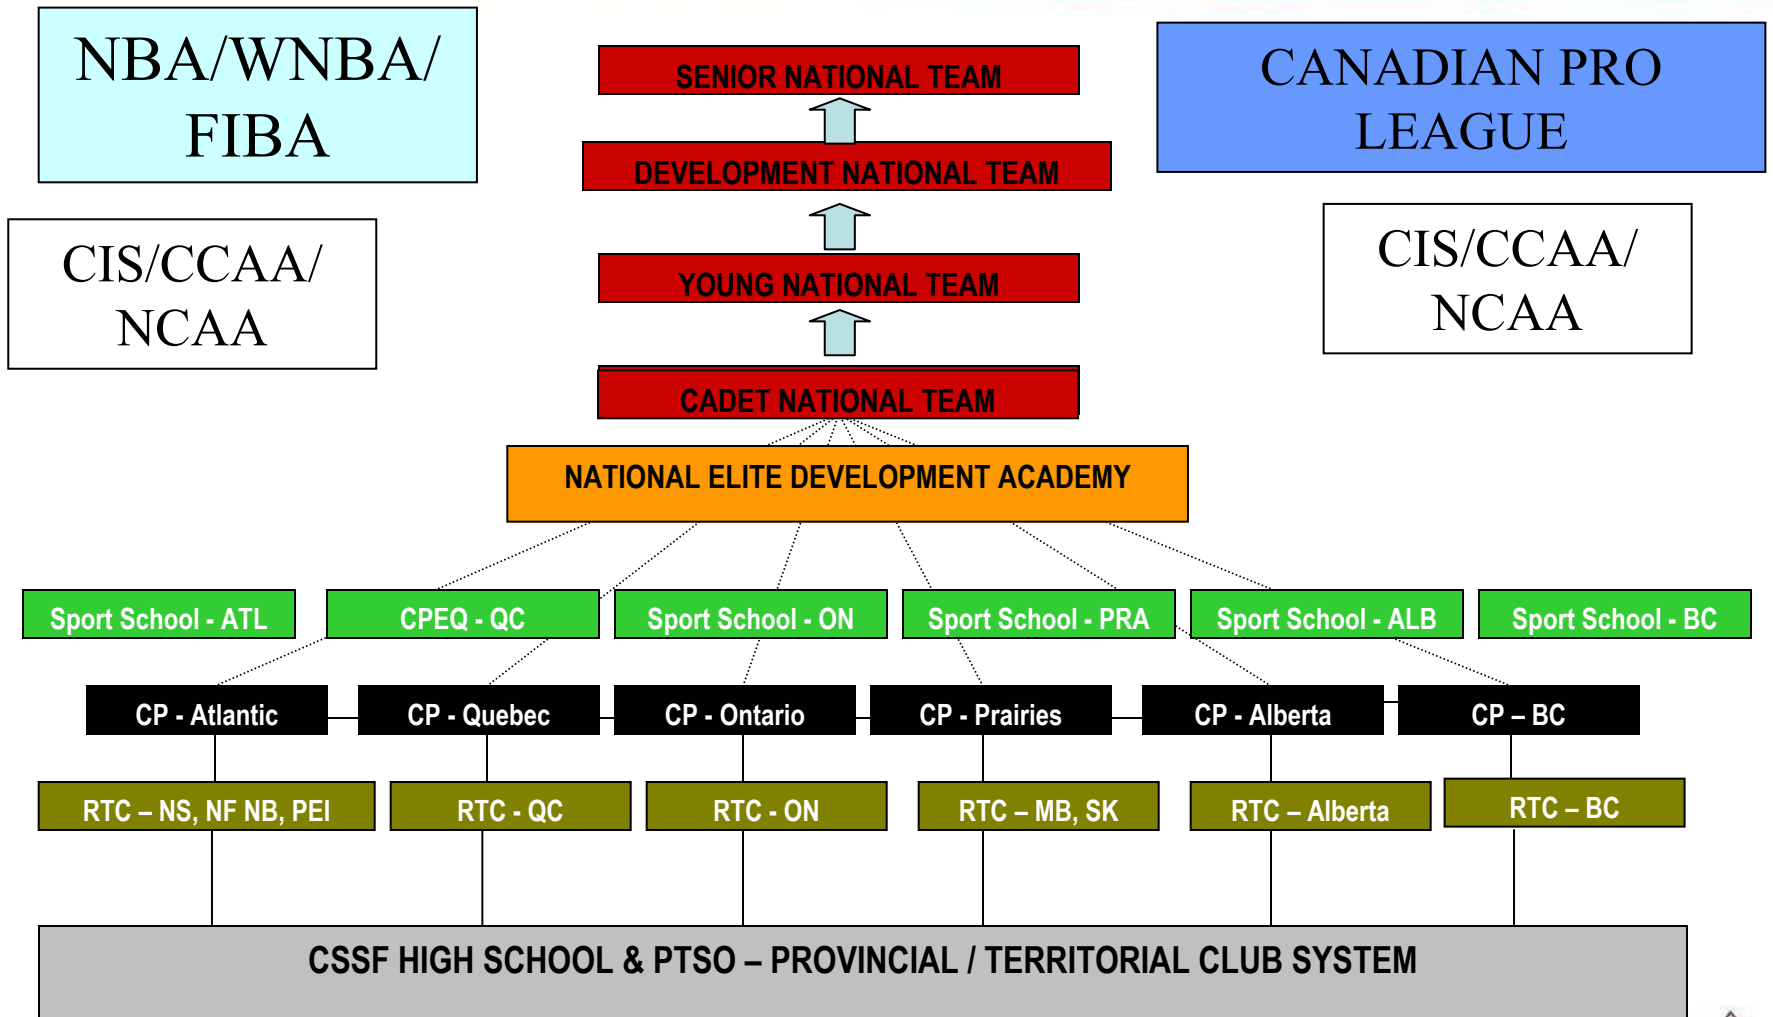 NBA/WNBA/
FIBA
SENIOR NATIONAL TEAM
CANADIAN PRO
LEAGUE
DEVELOPMENT NATIONAL TEAM
CIS/CCAA/
NCAA
YOUNG NATIONAL TEAM
CIS/CCAA/
NCAA
CADET NATIONAL TEAM
NATIONAL ELITE DEVELOPMENT ACADEMY
Sport School - ATL
CPEQ - QC
Sport School - ON
Sport School - PRA
Sport School - ALB
Sport School - BC
CP - Atlantic
CP - Quebec
CP - Ontario
CP - Prairies
CP - Alberta
CP – BC
RTC – NS, NF NB, PEI
RTC - QC
RTC - ON
RTC – MB, SK
RTC – Alberta
RTC – BC
CSSF HIGH SCHOOL & PTSO – PROVINCIAL / TERRITORIAL CLUB SYSTEM